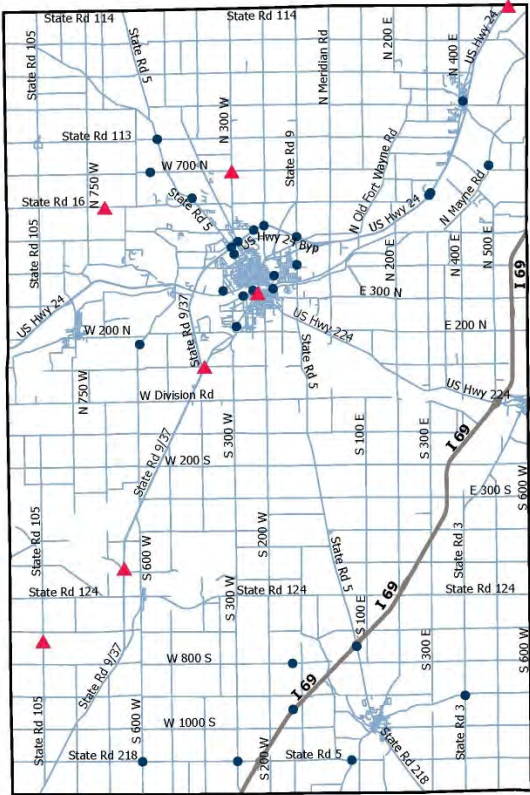 State Rd 114
State Rd 114
State Rd 105
State Rd 5
N Meridian Rd
N 200 E
N 400 E
US Hwy 24
State Rd 113
N 300 W
State Rd 9
W 700 N
N 750 W
State Rd 16
State Rd 5
N Old Fort Wayne Rd
N Mayne Rd
US Hwy 24
State Rd 105
US Hwy 24 Byp
N 200 E
N 400 E
N 500 E
I 69
E 300 N
US Hwy 24
State Rd 9/37
W 200 N
US Hwy 224
E 200 N
State Rd 5
N 750 W
W Division Rd
US Hwy 224
S 300 W
S 100 E
S 300 E
I 69
State Rd 9/37
W 200 S
S 600 W
E 300 S
State Rd 105
S 600 W
S 200 W
State Rd 5
State Rd 3
State Rd 124
S 300 W
State Rd 124
S 100 E
I 69
State Rd 124
State Rd 9/37
W 800 S
S 300 E
S 600 W
I 69
State Rd 105
S 600 W
W 1000 S
State Rd 3
State Rd 218
S 200 W
State Rd 5
State Rd 218